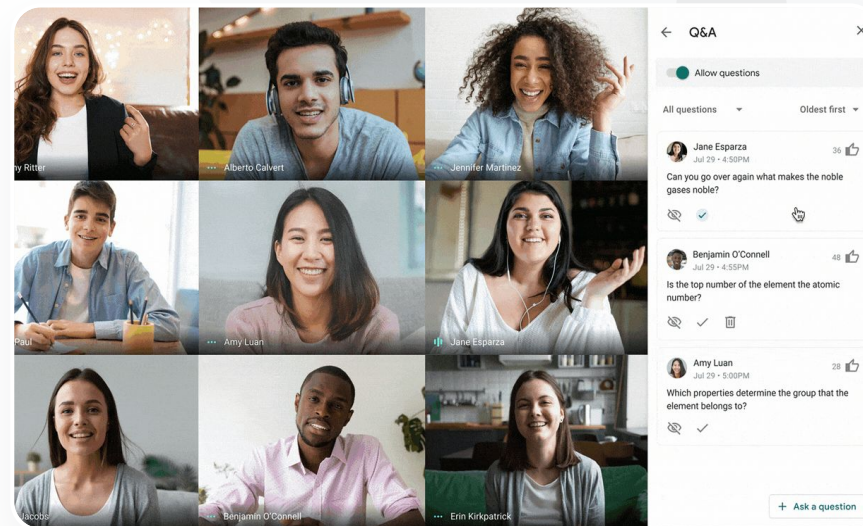 Q&A
Allow questions
All questions
Oldest first
ny Ritter
Alberto Calvert
Jennifer Martinez
Jane Esparza
36
Jul 29 • 4:50PM
Can you go over again what makes the noble
gases noble?
Paul
Amy Luan
Jane Esparza
Benjamin O'Connell
48
Jul 29 • 4:55PM
Is the top number of the element the atomic
number?
Jacobs
Benjamin O'Connell
Erin Kirkpatrick
Amy Luan
28
Jul 29 • 5:00PM
Which properties determine the group that the
element belongs to?
+ Ask a question